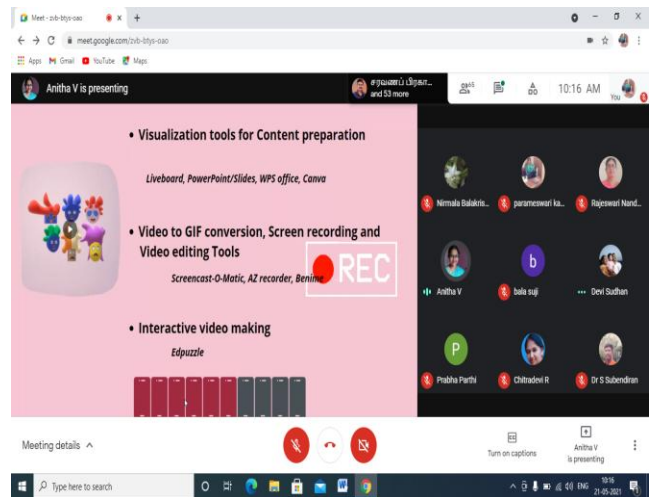 Meet - zvb-btys-oao
meet.google.com/zvb-btys-oao
Apps Gmail YouTube Maps
Anitha V is presenting
சரவணப் பிரகா...
and 53 more
10:16 AM
You
• Visualization tools for Content preparation
Liveboard, PowerPoint/Slides, WPS office, Canva
• Video to GIF conversion, Screen recording and
Video editing Tools
Screencast-O-Matic, AZ recorder, Benime
REC
• Interactive video making
Edpuzzle
Nirmala Balakris...
parameswari ka...
Rajeswari Nand...
Anitha V
b
bala suji
Devi Sudhan
P
Prabha Parthi
Chitradevi R
Dr S Subendiran
Meeting details
Turn on captions
Anitha V
is presenting
Type here to search
ENG
10:16
21-05-2021